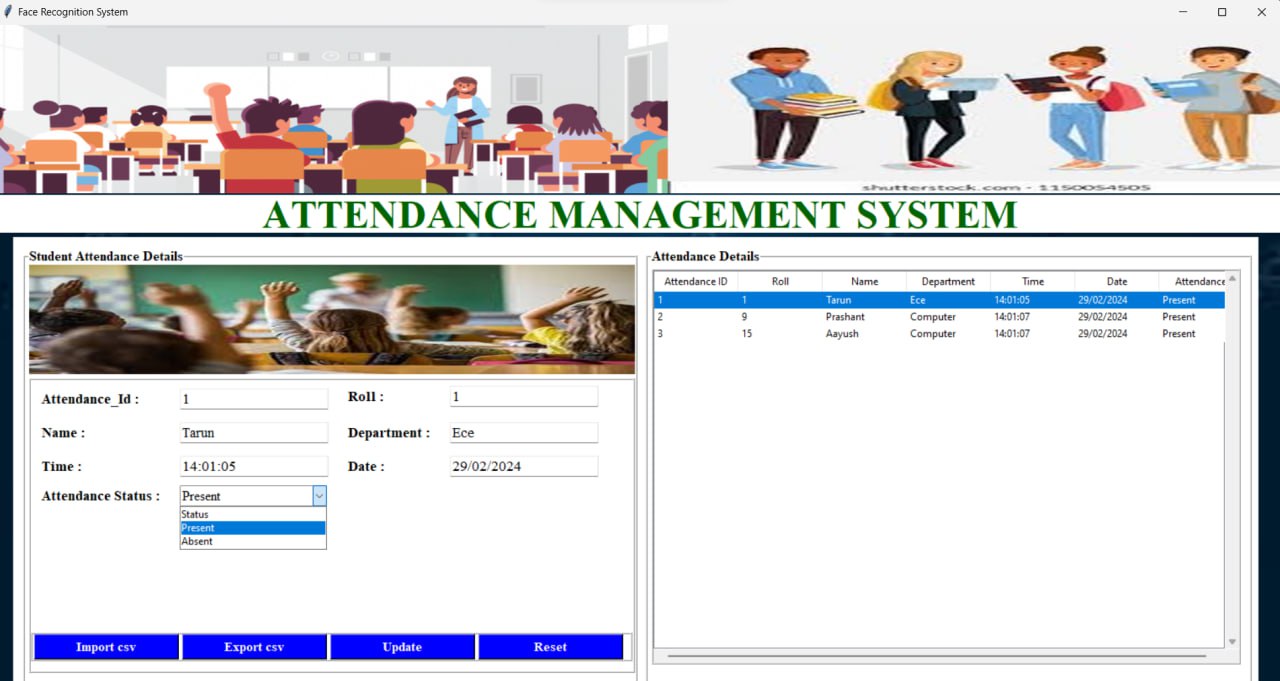 Face Recognition System
shutterstock.com - 1150054505
ATTENDANCE MANAGEMENT SYSTEM
Student Attendance Details
Attendance_Id : 1 Roll : 1
Name : Tarun Department : Ece
Time : 14:01:05 Date : 29/02/2024
Attendance Status : Present
Status
Present
Absent
Import csv Export csv Update Reset
Attendance Details
Attendance ID Roll Name Department Time Date Attendance
1 1 Tarun Ece 14:01:05 29/02/2024 Present
2 9 Prashant Computer 14:01:07 29/02/2024 Present
3 15 Aayush Computer 14:01:07 29/02/2024 Present